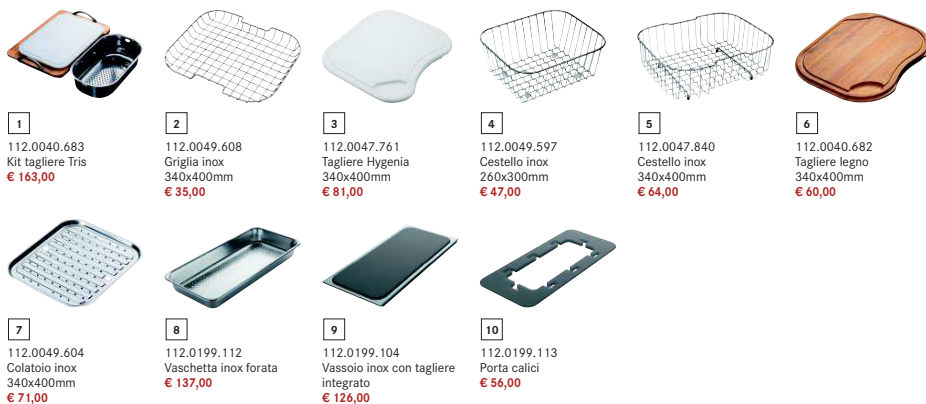 1
112.0040.683
Kit tagliere Tris
€ 163,00
2
112.0049.608
Griglia inox
340x400mm
€ 35,00
3
112.0047.761
Tagliere Hygenia
340x400mm
€ 81,00
4
112.0049.597
Cestello inox
260x300mm
€ 47,00
5
112.0047.840
Cestello inox
340x400mm
€ 64,00
6
112.0040.682
Tagliere legno
340x400mm
€ 60,00
7
112.0049.604
Colatoio inox
340x400mm
€ 71,00
8
112.0199.112
Vaschetta inox forata
€ 137,00
9
112.0199.104
Vassoio inox con tagliere
integrato
€ 126,00
10
112.0199.113
Porta calici
€ 56,00